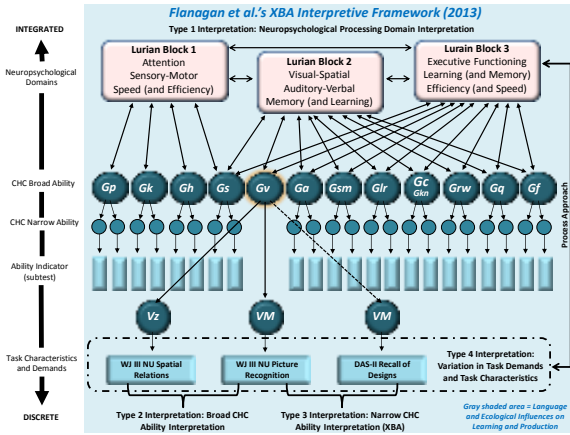 Flanagan et al.'s XBA Interpretive Framework (2013)
INTEGRATED
Type 1 Interpretation: Neuropsychological Processing Domain Interpretation
Neuropsychological
Domains
Lurian Block 1
Attention
Sensory-Motor
Speed (and Efficiency)
Lurian Block 2
Visual-Spatial
Auditory-Verbal
Memory (and Learning)
Lurain Block 3
Executive Functioning
Learning (and Memory)
Efficiency (and Speed)
CHC Broad Ability
Gp Gk Gh Gs Gv Ga Gsm Glr Gc Grw Gq Gf
Gkn
CHC Narrow Ability
Process Approach
Ability Indicator
(subtest)
Vz VM VM
Task Characteristics
and Demands
WJ III NU Spatial
Relations
WJ III NU Picture
Recognition
DAS-II Recall of
Designs
Type 4 Interpretation:
Variation in Task Demands
and Task Characteristics
DISCRETE
Type 2 Interpretation: Broad CHC
Ability Interpretation
Type 3 Interpretation: Narrow CHC
Ability Interpretation (XBA)
Gray shaded area = Language
and Ecological Influences on
Learning and Production